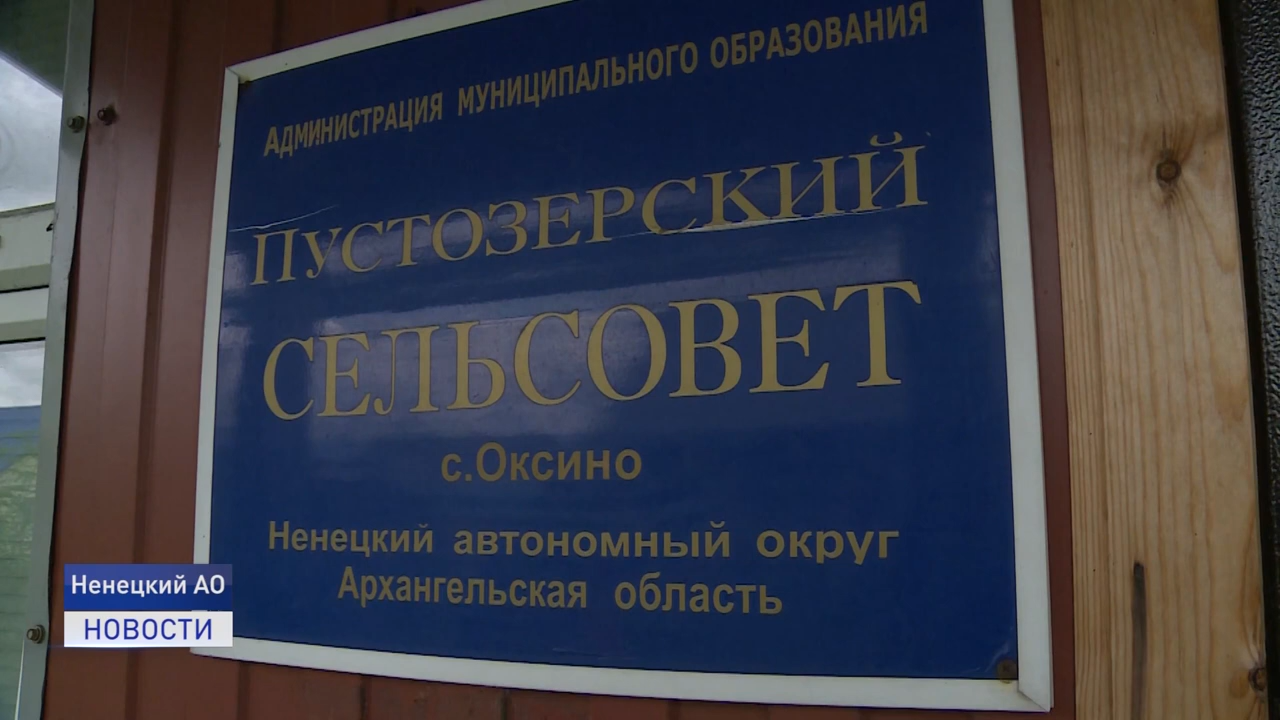 Администрация муниципального образования
Пустозерский
сельсовет
с.Оксино
Ненецкий автономный округ
Архангельская область
Ненецкий АО
НОВОСТИ